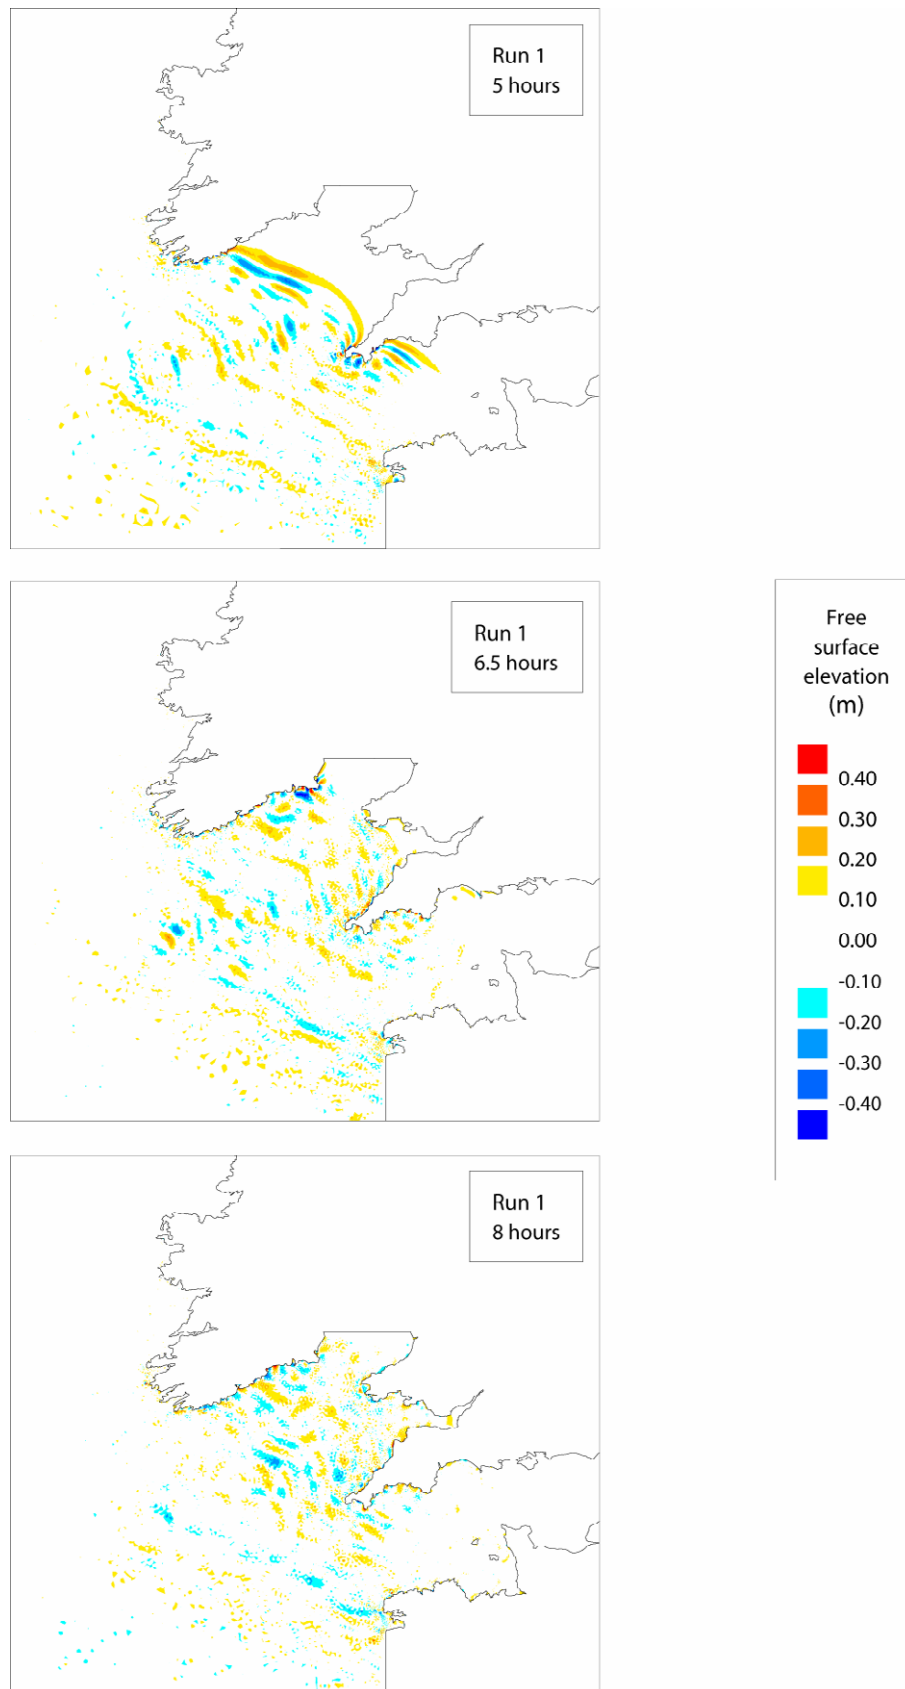 Run 1
5 hours
Run 1
6.5 hours
Free
surface
elevation
(m)
0.40
0.30
0.20
0.10
0.00
-0.10
-0.20
-0.30
-0.40
Run 1
8 hours